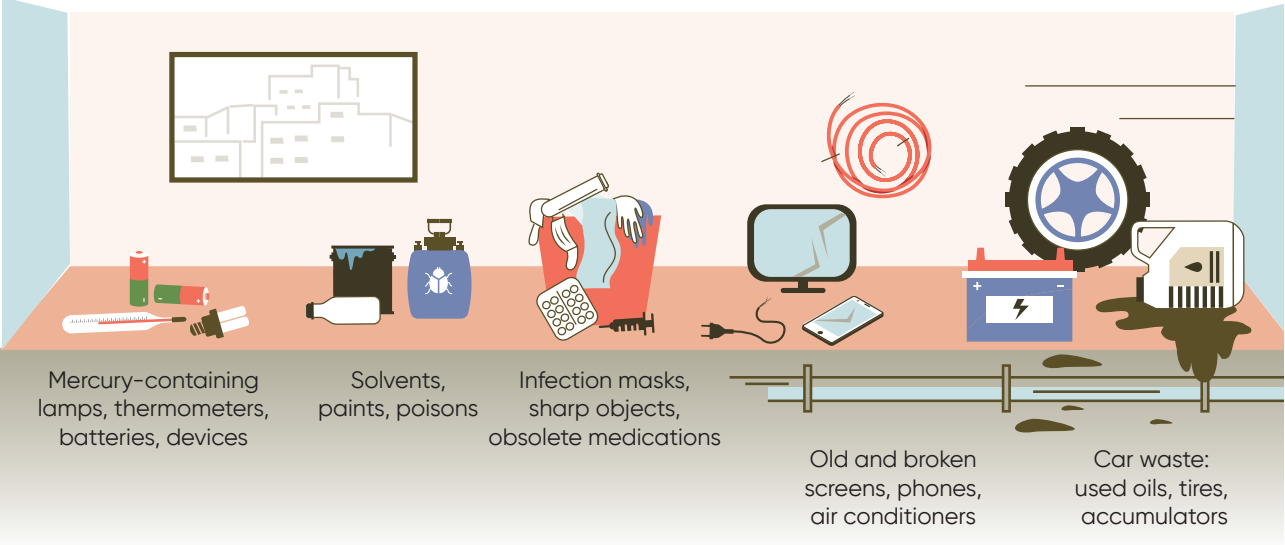 Mercury-containing
lamps, thermometers,
batteries, devices
Solvents,
paints, poisons
Infection masks,
sharp objects,
obsolete medications
Old and broken
screens, phones,
air conditioners
Car waste:
used oils, tires,
accumulators